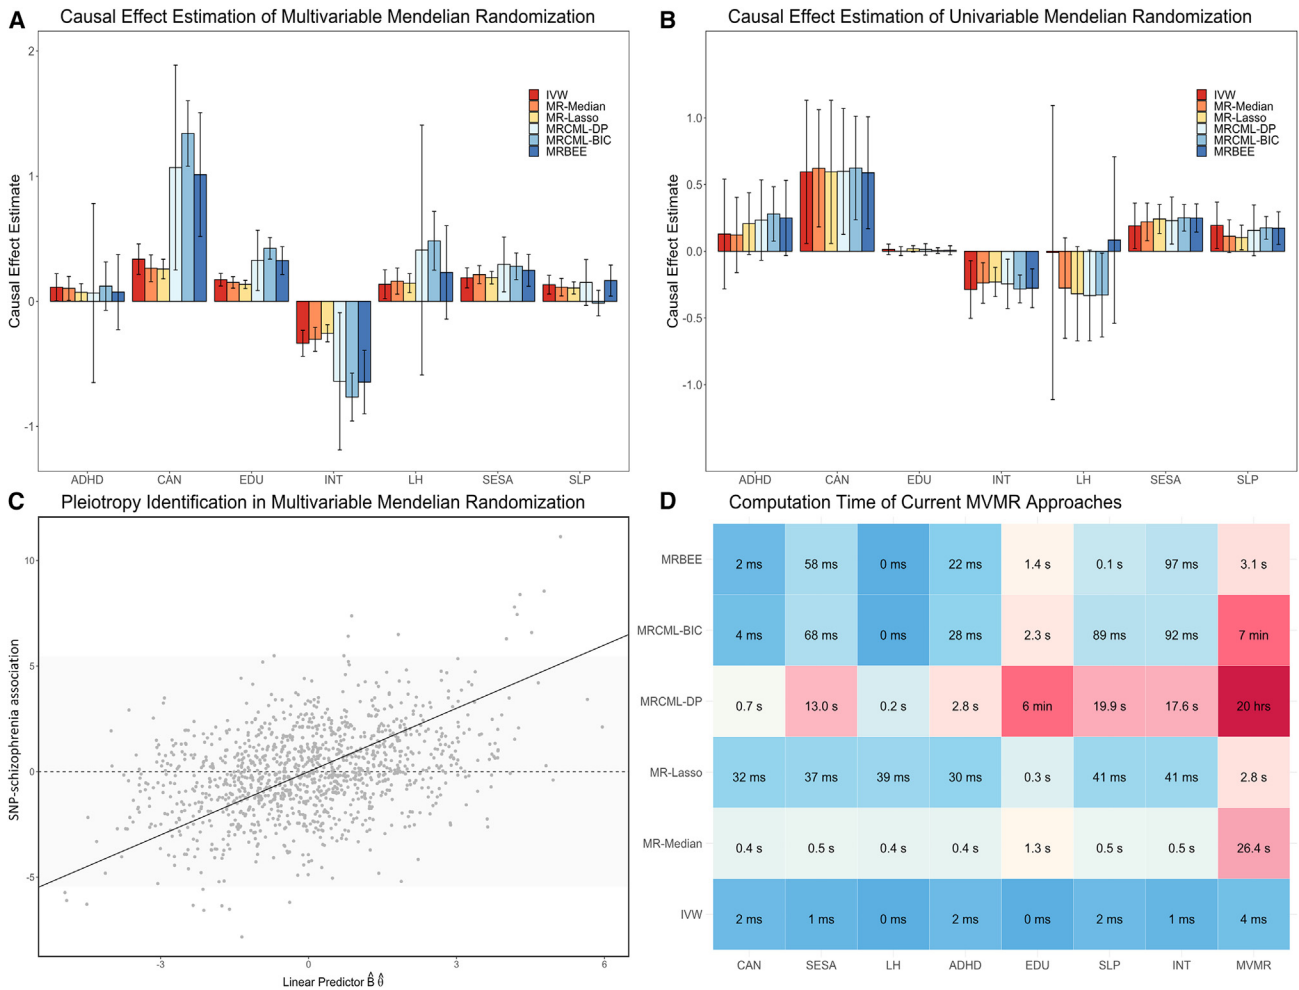 A
Causal Effect Estimation of Multivariable Mendelian Randomization
Causal Effect Estimate
2
1
0
-1
IVW
MR-Median
MR-Lasso
MRCML-DP
MRCML-BIC
MRBEE
ADHD CAN EDU INT LH SESA SLP
B
Causal Effect Estimation of Univariable Mendelian Randomization
Causal Effect Estimate
1.0
0.5
0.0
-0.5
-1.0
IVW
MR-Median
MR-Lasso
MRCML-DP
MRCML-BIC
MRBEE
ADHD CAN EDU INT LH SESA SLP
C
Pleiotropy Identification in Multivariable Mendelian Randomization
SNP-schizophrenia association
10
5
0
-5
-3 0 3 6
Linear Predictor B̂ θ̂
D
Computation Time of Current MVMR Approaches
MRBEE 2 ms 58 ms 0 ms 22 ms 1.4 s 0.1 s 97 ms 3.1 s
MRCML-BIC 4 ms 68 ms 0 ms 28 ms 2.3 s 89 ms 92 ms 7 min
MRCML-DP 0.7 s 13.0 s 0.2 s 2.8 s 6 min 19.9 s 17.6 s 20 hrs
MR-Lasso 32 ms 37 ms 39 ms 30 ms 0.3 s 41 ms 41 ms 2.8 s
MR-Median 0.4 s 0.5 s 0.4 s 0.4 s 1.3 s 0.5 s 0.5 s 26.4 s
IVW 2 ms 1 ms 0 ms 2 ms 0 ms 2 ms 1 ms 4 ms
CAN SESA LH ADHD EDU SLP INT MVMR